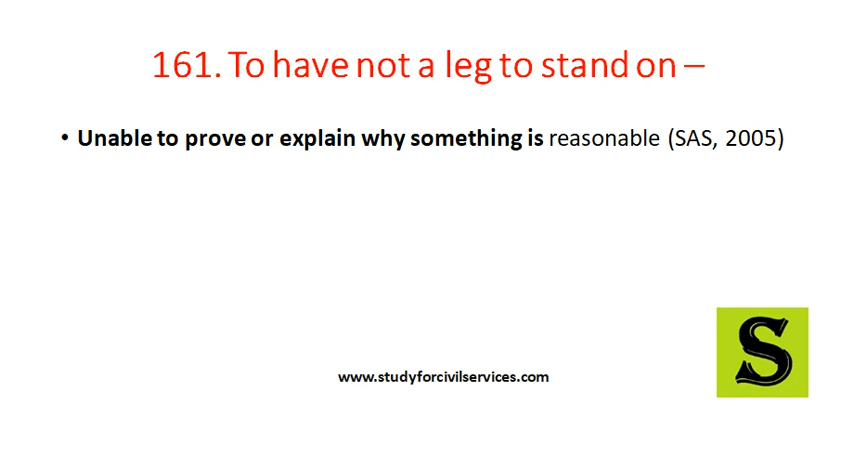 161. To have not a leg to stand on –
• Unable to prove or explain why something is reasonable (SAS, 2005)
S
www.studyforcivilservices.com